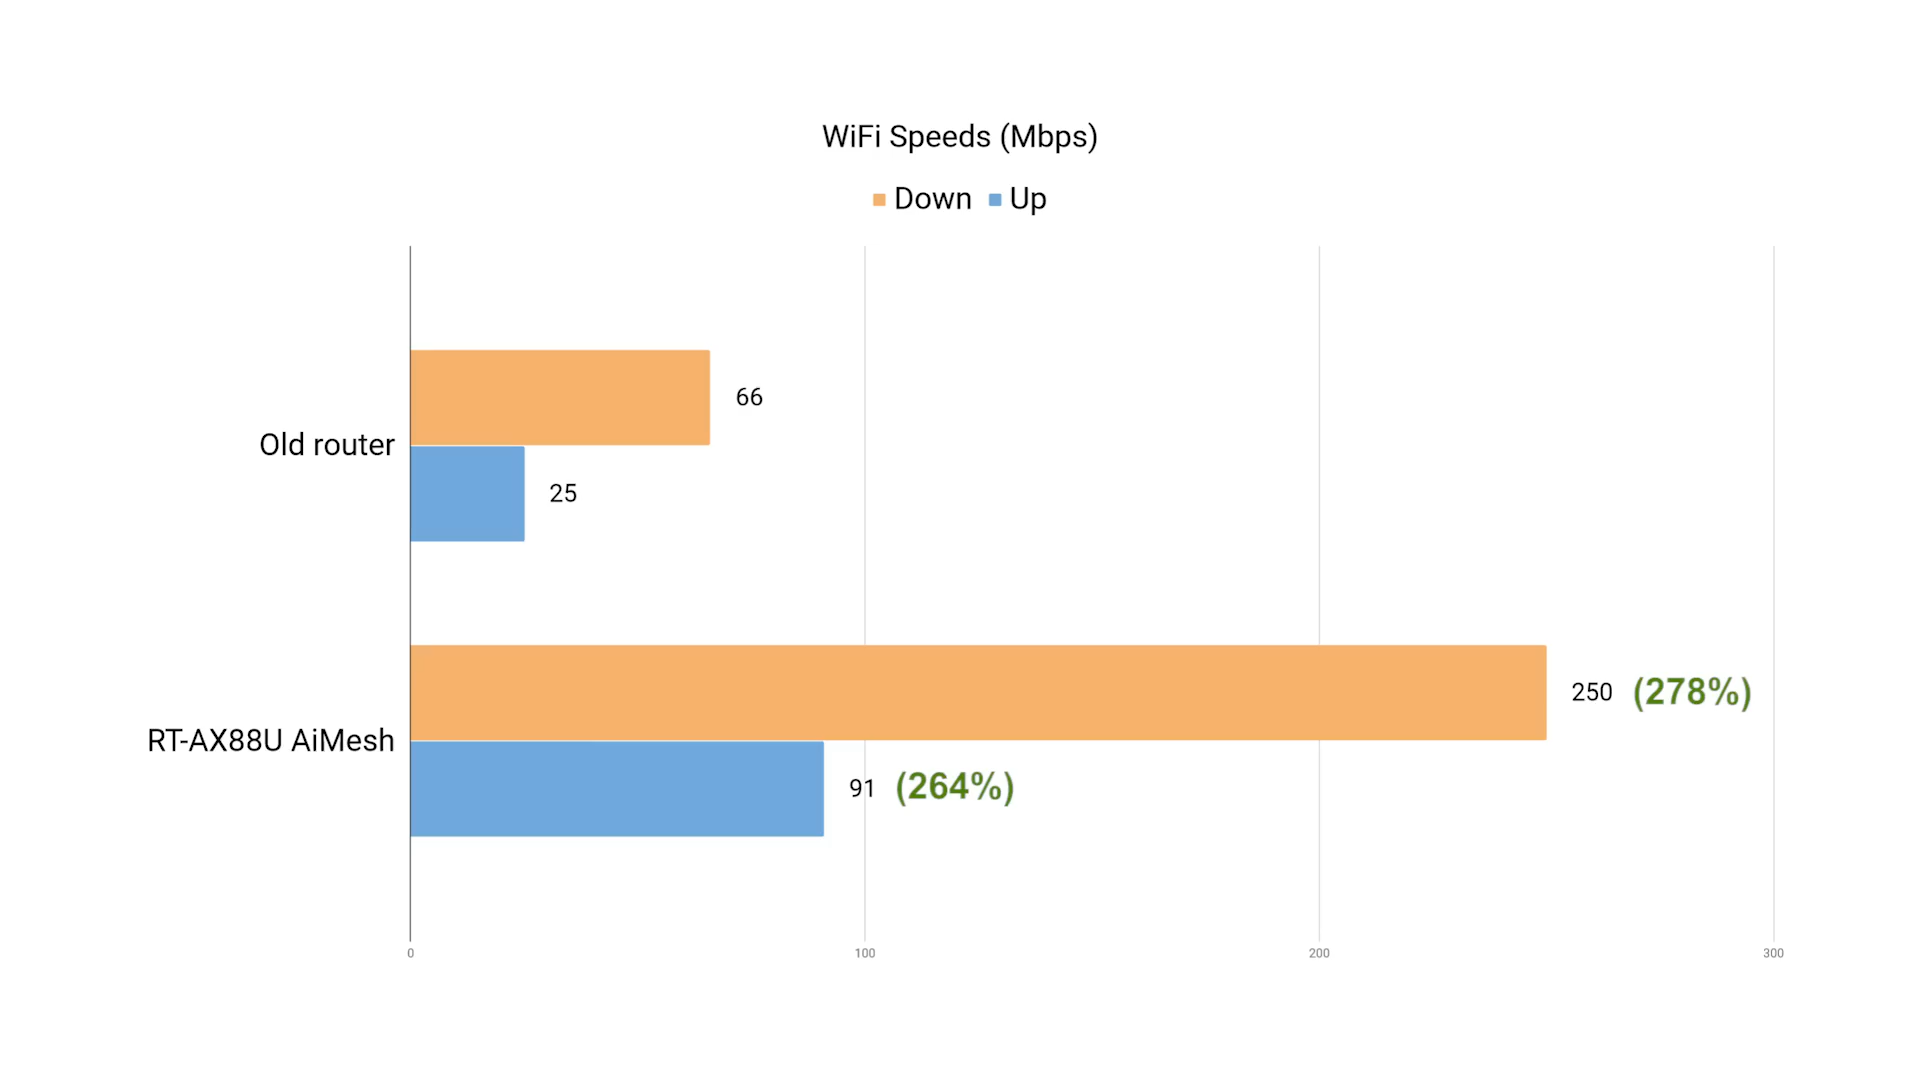 WiFi Speeds (Mbps)
Down Up
Old router
66
25
RT-AX88U AiMesh
250 (278%)
91 (264%)
0 100 200 300